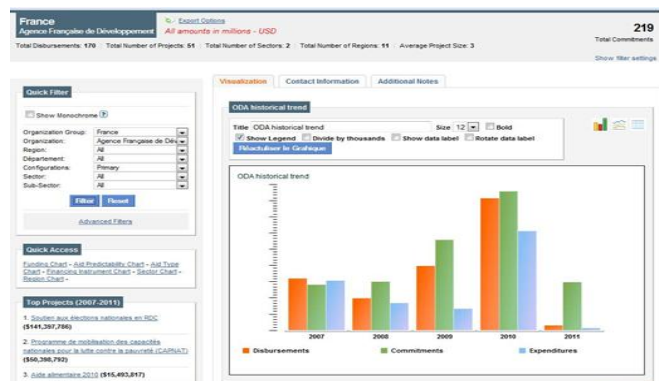 France
Agence Française de Développement
Export Options
All amounts in millions - USD
219
Total Commitments
Total Disbursements: 170 Total Number of Projects: 51 Total Number of Sectors: 2 Total Number of Regions: 11 Average Project Size: 3
Show filter settings
Visualization Contact Information Additional Notes
Quick Filter
Show Monochrome
Organization Group: France
Organization: Agence Française de Dév
Region: All
Département: All
Configurations: Primary
Sector: All
Sub-Sector: All
Filter Reset
Advanced Filters
Quick Access
Funding Chart - Aid Predictability Chart - Aid Type
Chart - Financing Instrument Chart - Sector Chart -
Region Chart -
Top Projects (2007-2011)
1. Soutien aux élections nationales en RDC
($141,397,786)
2. Programme de mobilisation des capacités
nationales pour la lutte contre la pauvreté (CAPNAT)
($50,398,792)
3. Aide alimentaire 2010 ($15,493,817)
ODA historical trend
Title ODA historical trend Size 12 Bold
Show Legend Divide by thousands Show data label Rotate data label
Réactuliser le Grahique
ODA historical trend
2007 2008 2009 2010 2011
Disbursements Commitments Expenditures